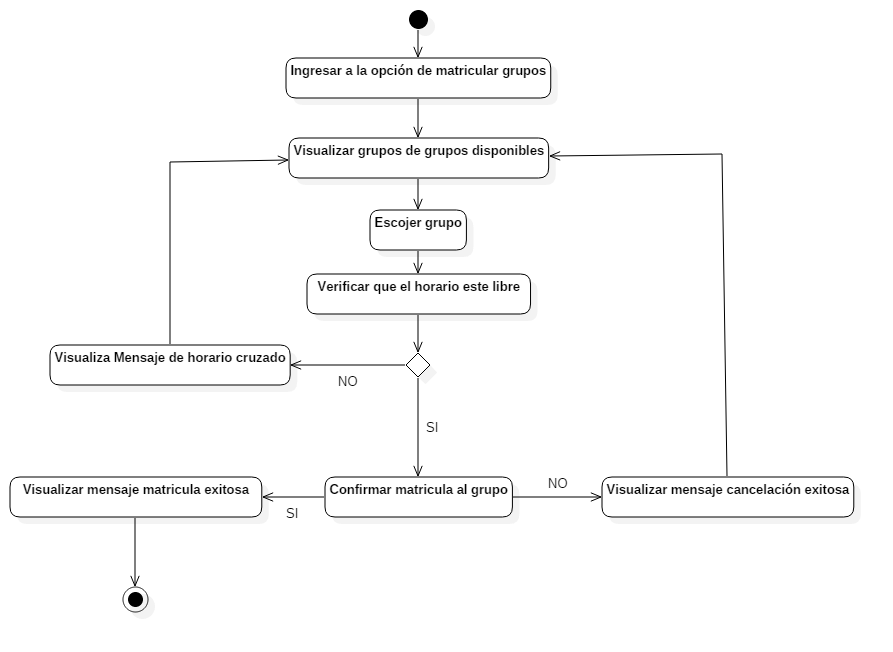 Ingresar a la opción de matricular grupos
Visualizar grupos de grupos disponibles
Escojer grupo
Verificar que el horario este libre
Visualiza Mensaje de horario cruzado
NO
SI
Visualizar mensaje matricula exitosa
SI
Confirmar matricula al grupo
NO
Visualizar mensaje cancelación exitosa